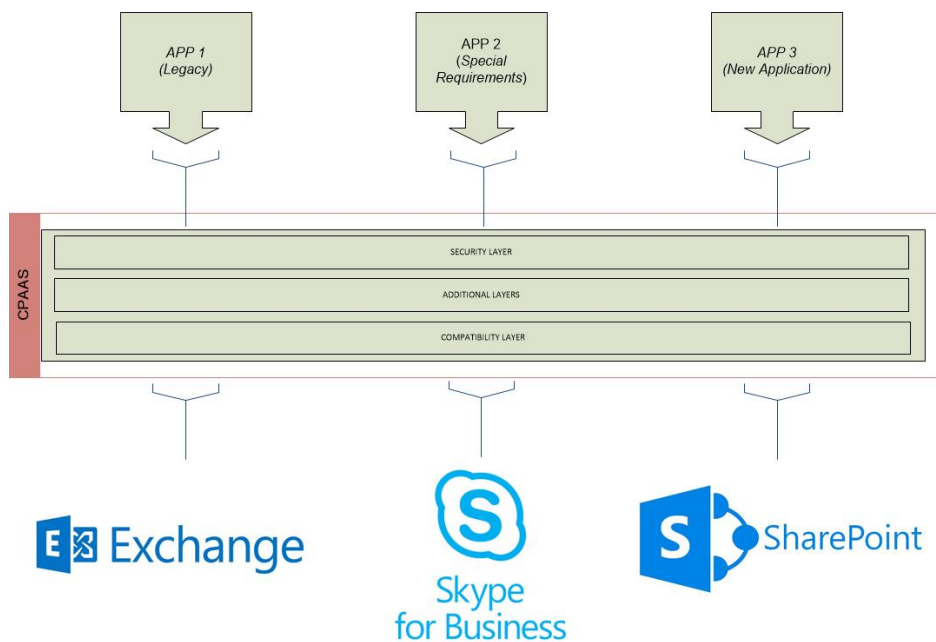 APP 1
(Legacy)
APP 2
(Special
Requirements)
APP 3
(New Application)
CPAAS
SECURITY LAYER
ADDITIONAL LAYERS
COMPATIBILITY LAYER
E Exchange
S
Skype
for Business
S SharePoint